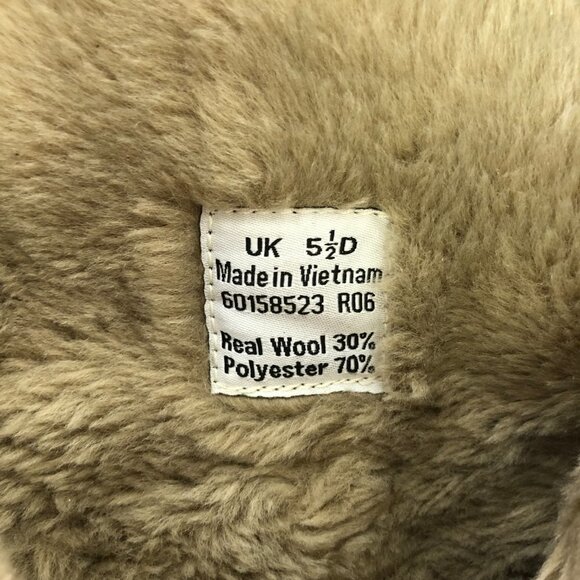 UK 5½D
Made in Vietnam
60158523 R06
Real Wool 30%
Polyester 70%